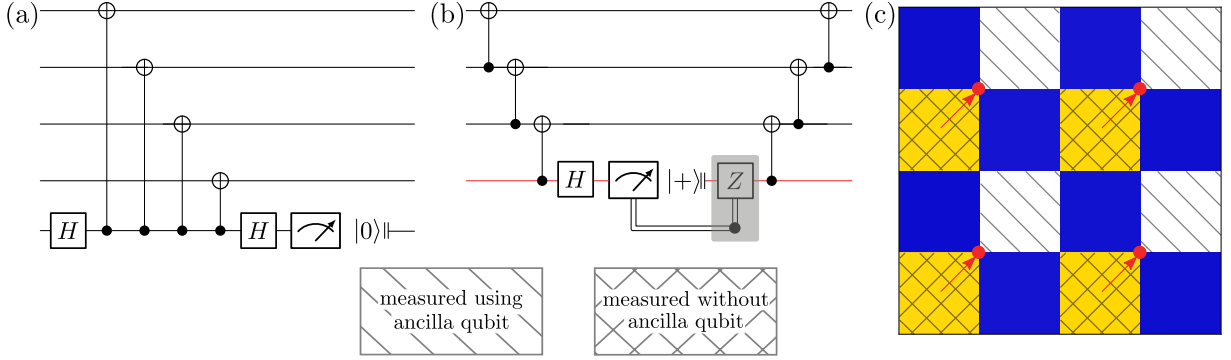 (a)
H
H
|0⟩
(b)
H
|+⟩
Z
measured using
ancilla qubit
measured without
ancilla qubit
(c)